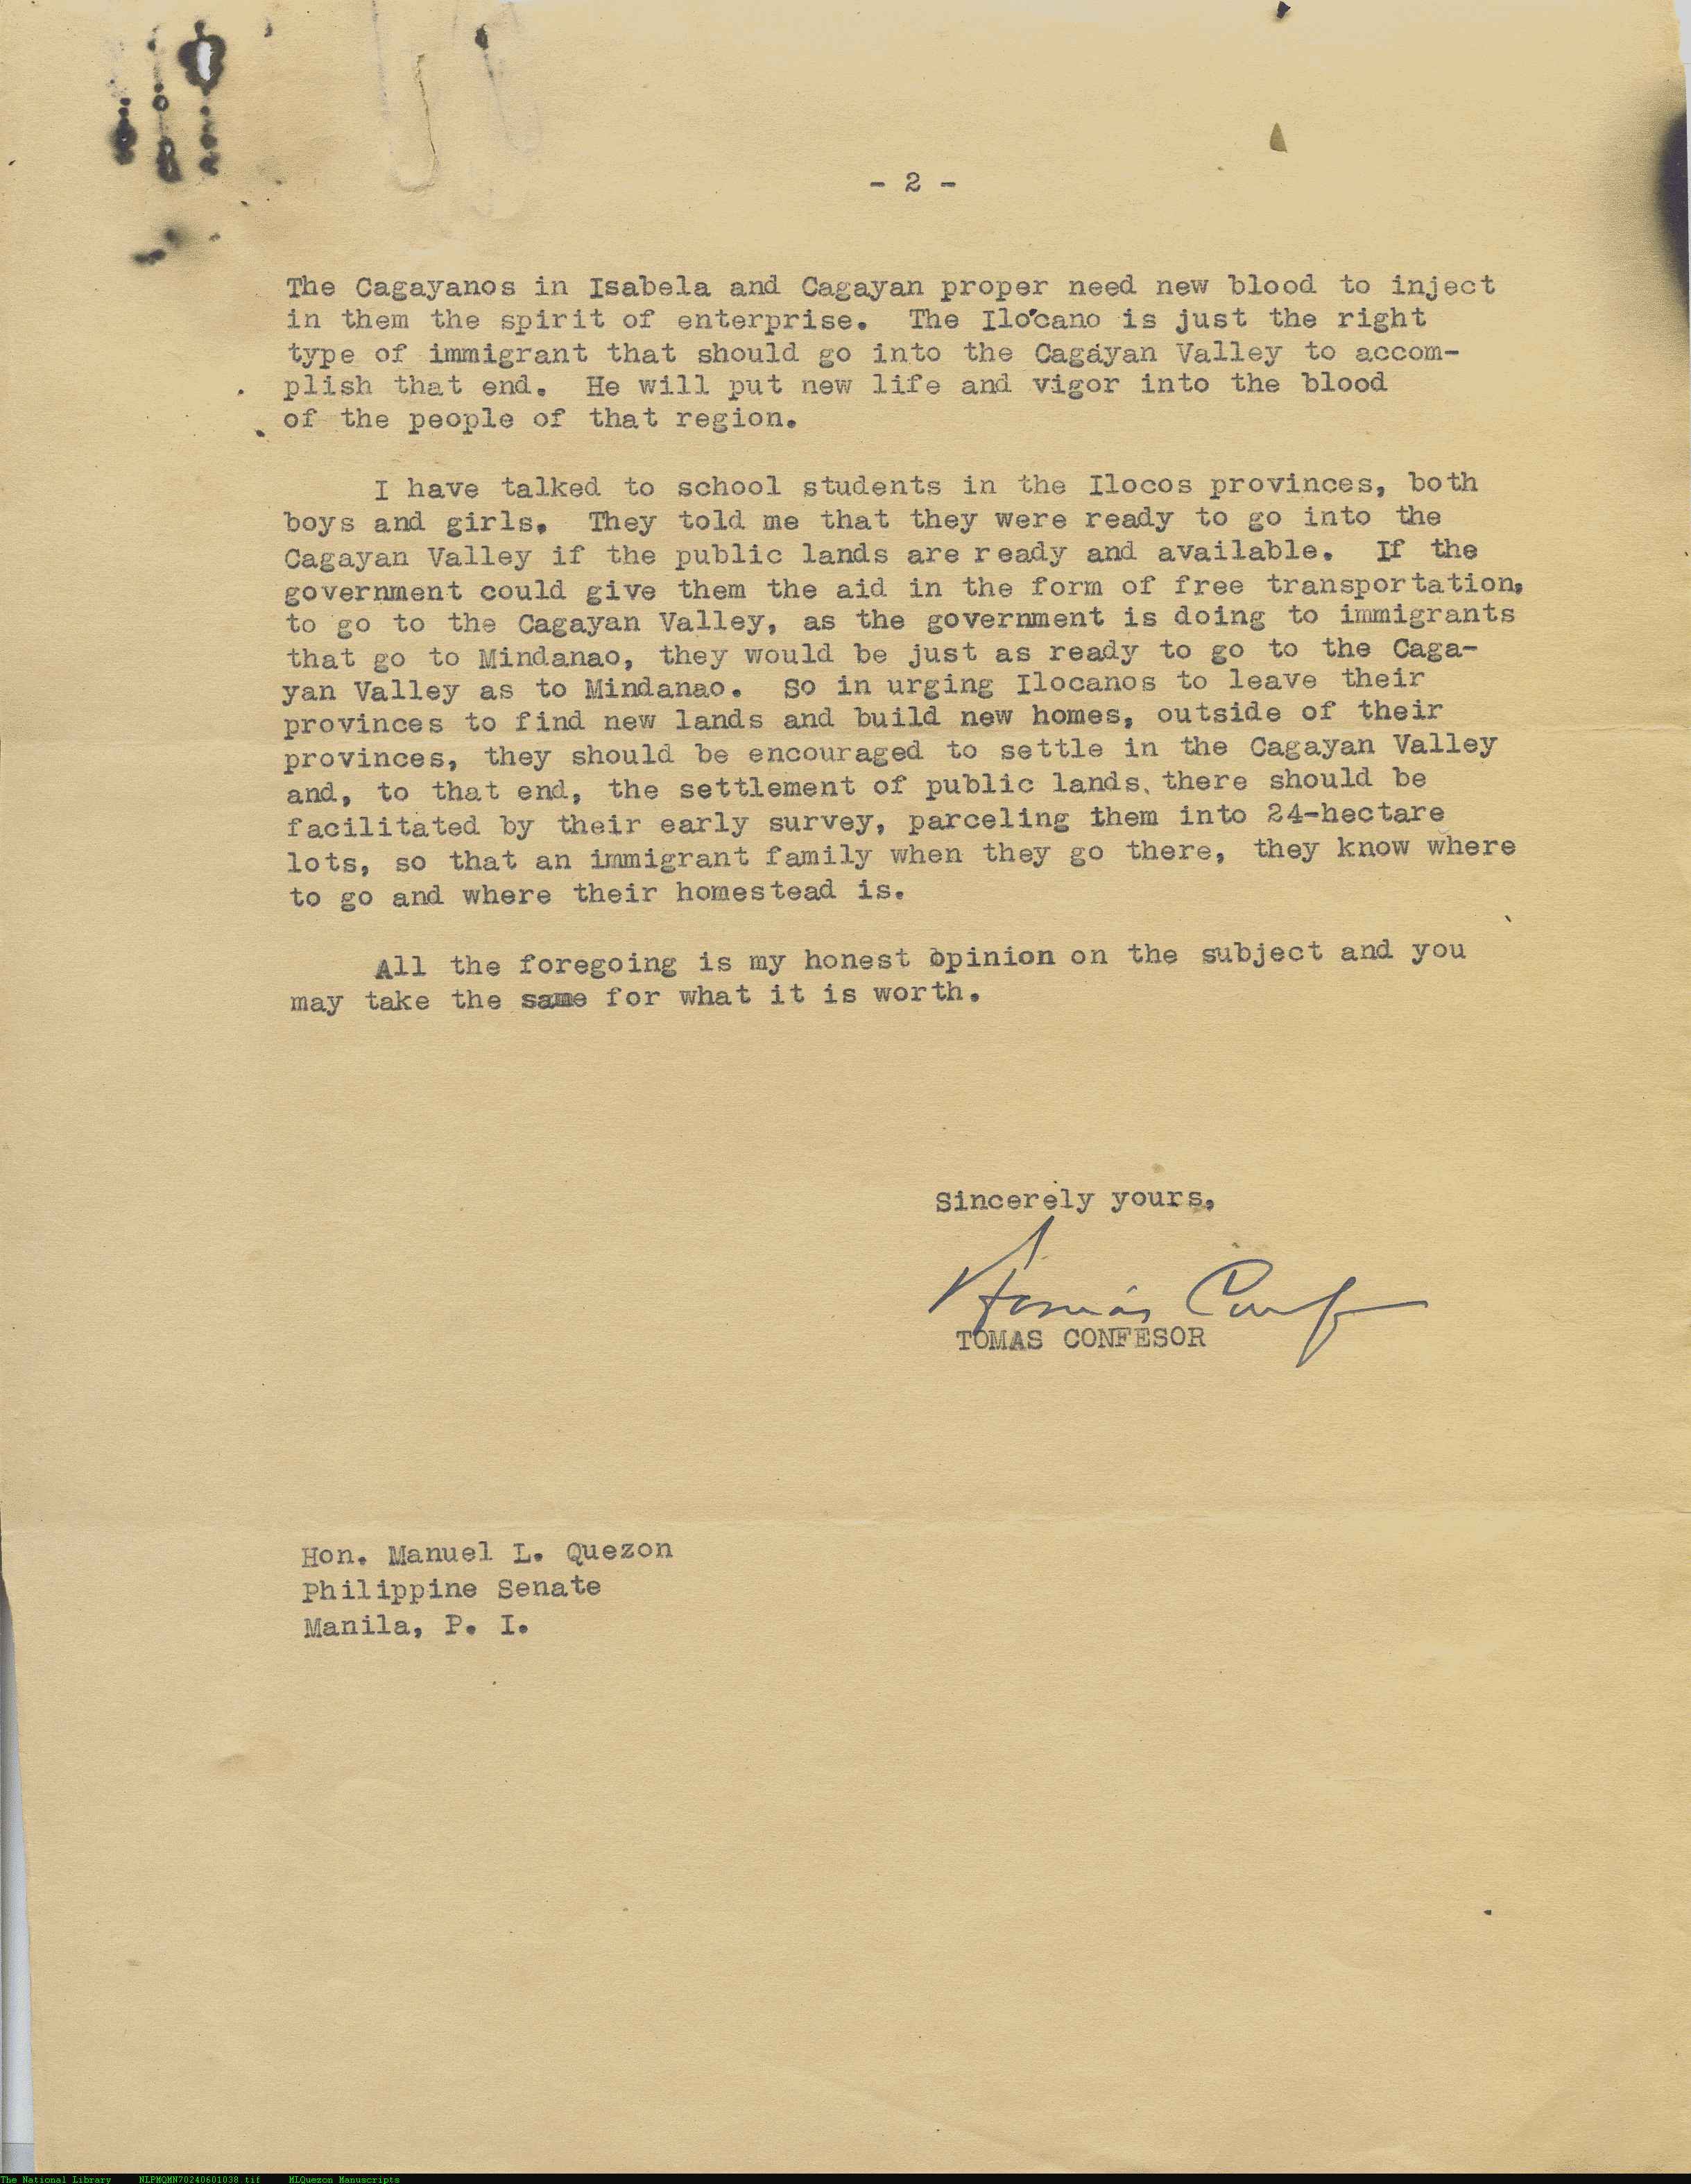 - 2 -
The Cagayanos in Isabela and Cagayan proper need new blood to inject
in them the spirit of enterprise. The Ilocano is just the right
type of immigrant that should go into the Cagayan Valley to accom-
plish that end. He will put new life and vigor into the blood
of the people of that region.
I have talked to school students in the Ilocos provinces, both
boys and girls. They told me that they were ready to go into the
Cagayan Valley if the public lands are ready and available. If the
government could give them the aid in the form of free transportation,
to go to the Cagayan Valley, as the government is doing to immigrants
that go to Mindanao, they would be just as ready to go to the Caga-
yan Valley as to Mindanao. So in urging Ilocanos to leave their
provinces to find new lands and build new homes, outside of their
provinces, they should be encouraged to settle in the Cagayan Valley
and, to that end, the settlement of public lands, there should be
facilitated by their early survey, parceling them into 24-hectare
lots, so that an immigrant family when they go there, they know where
to go and where their homestead is.
All the foregoing is my honest opinion on the subject and you
may take the same for what it is worth.
Sincerely yours,
Tomás Conf
TOMAS CONFESOR
Hon. Manuel L. Quezon
Philippine Senate
Manila, P. I.
The National Library NLPMQMN70240601038.tif MLQuezon Manuscripts